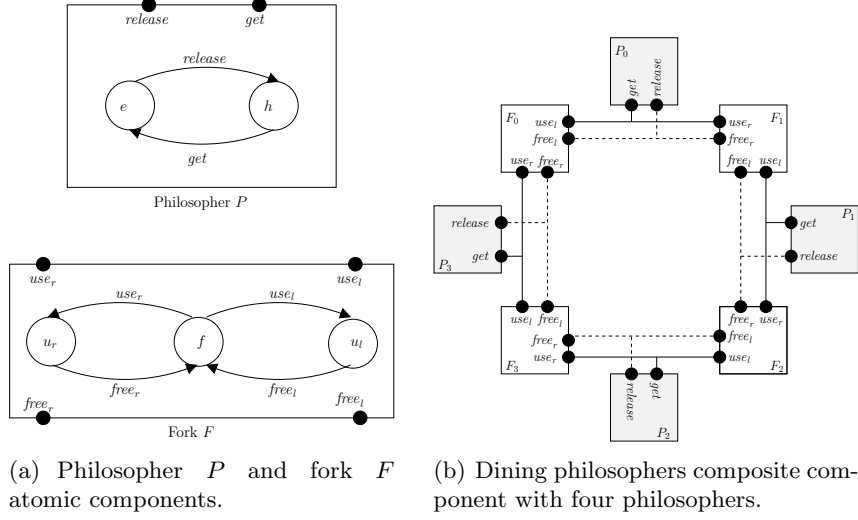 release get
release
e h
get
Philosopher P
use_r use_l
use_r use_l
u_r f u_l
free_r free_l
free_r free_l
Fork F
(a) Philosopher P and fork F
atomic components.
P_0
get release
F_0 use_l use_r F_1
free_l free_r
use_r free_r free_l use_l
release get P_1
get release
P_3
use_l free_l free_r use_r
free_r free_l
F_3 use_r use_l F_2
release get
P_2
(b) Dining philosophers composite com-
ponent with four philosophers.